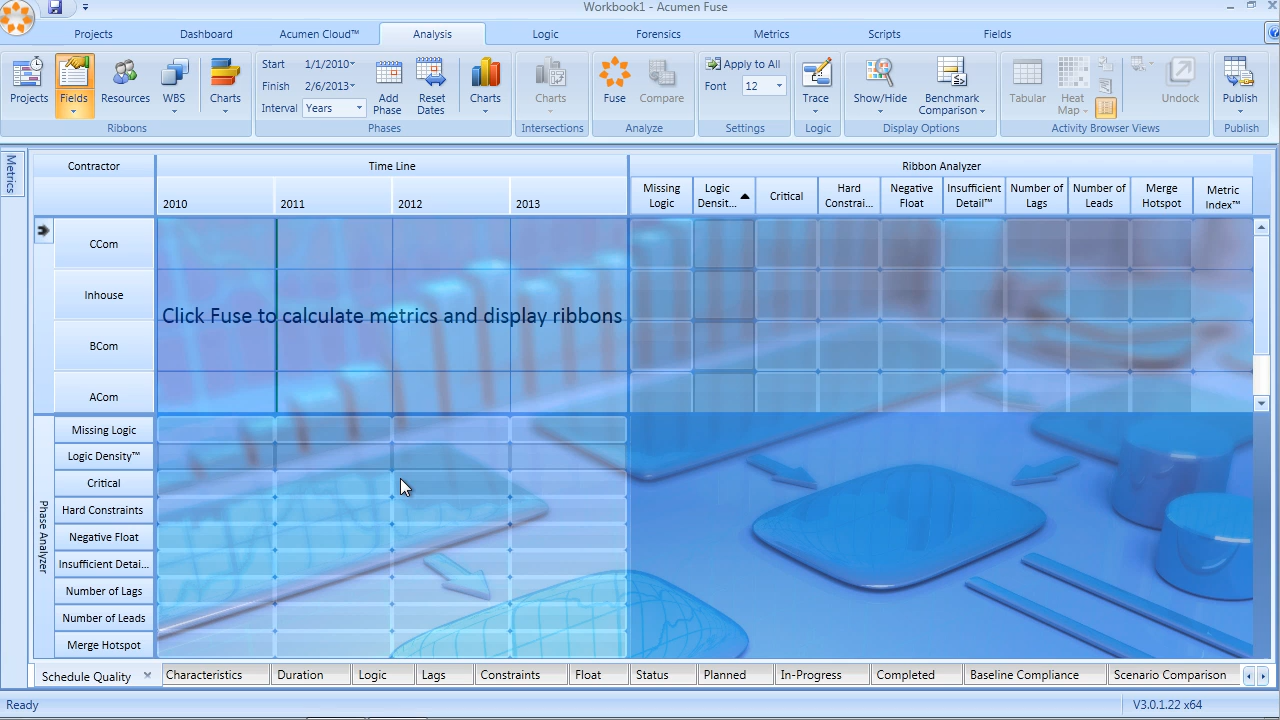 Workbook1 - Acumen Fuse
Projects
Dashboard
Acumen Cloud™
Analysis
Logic
Forensics
Metrics
Scripts
Fields
Projects
Fields
Resources
WBS
Charts
Ribbons
Start 1/1/2010
Finish 2/6/2013
Interval Years
Add Phase
Reset Dates
Charts
Phases
Charts
Intersections
Fuse
Compare
Analyze
Apply to All
Font 12
Settings
Trace
Logic
Show/Hide
Benchmark Comparison
Display Options
Tabular
Heat Map
Undock
Activity Browser Views
Publish
Publish
Metrics
Contractor
Time Line
Ribbon Analyzer
2010
2011
2012
2013
Missing Logic
Logic Densit...
Critical
Hard Constrai...
Negative Float
Insufficient Detail™
Number of Lags
Number of Leads
Merge Hotspot
Metric Index™
CCom
Inhouse
BCom
ACom
Click Fuse to calculate metrics and display ribbons
Phase Analyzer
Missing Logic
Logic Density™
Critical
Hard Constraints
Negative Float
Insufficient Detai...
Number of Lags
Number of Leads
Merge Hotspot
Schedule Quality
Characteristics
Duration
Logic
Lags
Constraints
Float
Status
Planned
In-Progress
Completed
Baseline Compliance
Scenario Comparison
Ready
V3.0.1.22 x64